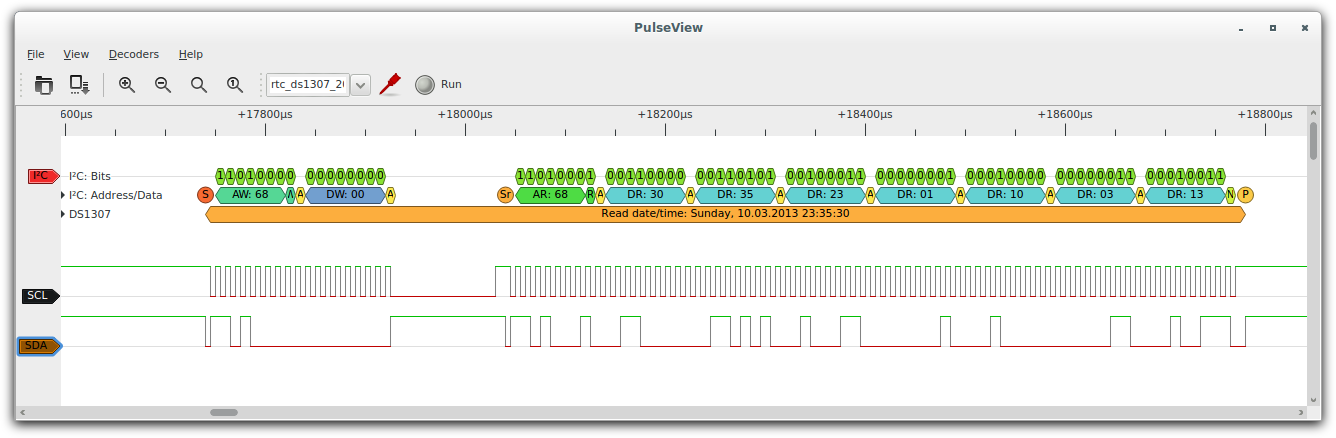 PulseView
File View Decoders Help
rtc_ds1307_2 Run
600µs +17800µs +18000µs +18200µs +18400µs +18600µs +18800µs
I²C I²C: Bits 1 1 0 1 0 0 0 0 0 0 0 0 0 0 0 0 1 1 0 1 0 0 0 1 0 0 1 1 0 0 0 0 0 0 1 1 0 1 0 1 0 0 1 0 0 0 1 1 0 0 0 0 0 0 0 1 0 0 0 1 0 0 0 0 0 0 0 0 0 0 1 1 0 0 0 1 0 0 1 1
I²C: Address/Data S AW: 68 A A DW: 00 A Sr AR: 68 R A DR: 30 A DR: 35 A DR: 23 A DR: 01 A DR: 10 A DR: 03 A DR: 13 N P
DS1307 Read date/time: Sunday, 10.03.2013 23:35:30
SCL
SDA